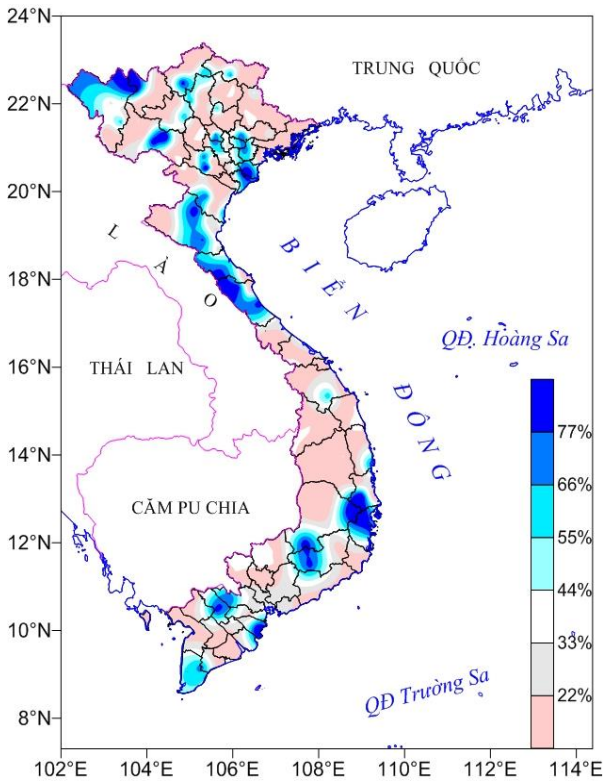 24°N
TRUNG QUỐC
22°N
20°N
LÀO
BIỂN
18°N
QĐ. Hoàng Sa
16°N
THÁI LAN
ĐÔNG
77%
14°N
66%
CĂM PU CHIA
55%
12°N
44%
33%
10°N
22%
QĐ Trường Sa
8°N
102°E 104°E 106°E 108°E 110°E 112°E 114°E